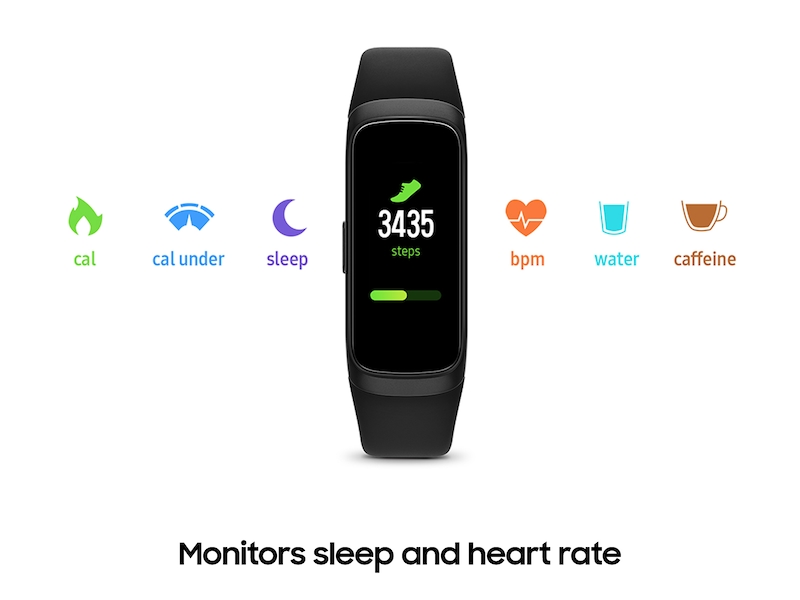 3435
steps
cal
cal under
sleep
bpm
water
caffeine
Monitors sleep and heart rate